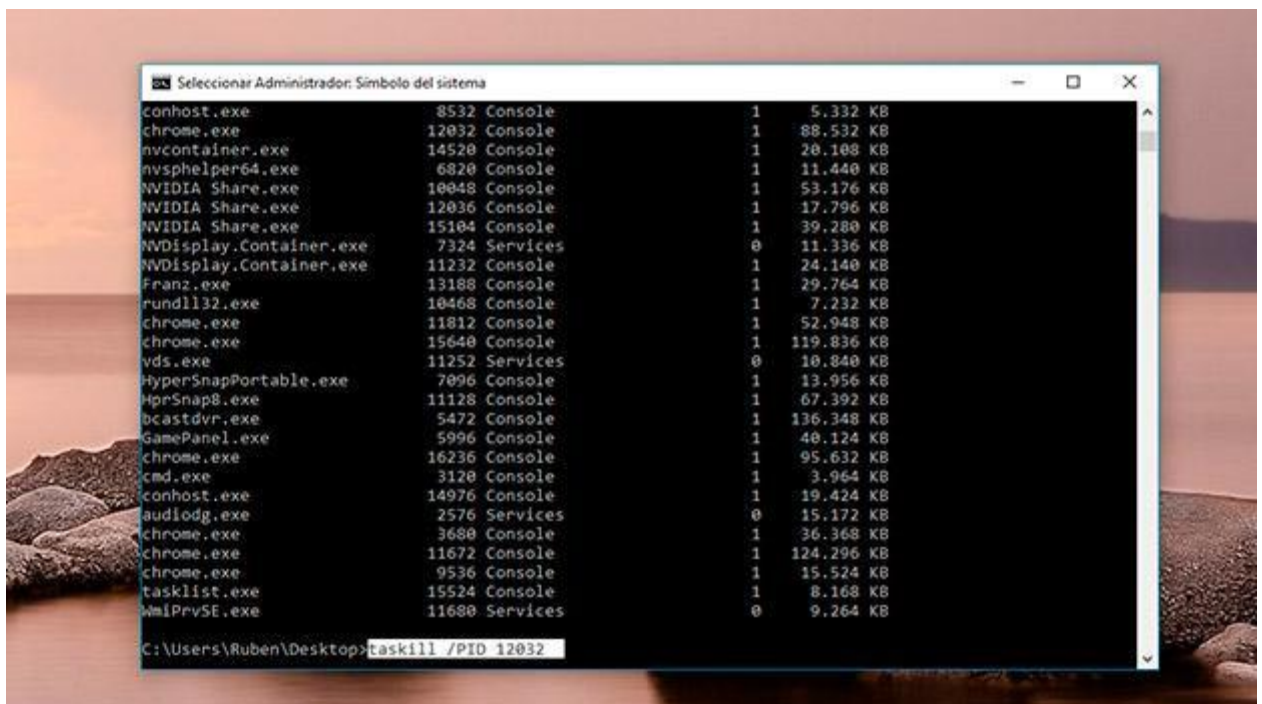 Seleccionar Administrador: Símbolo del sistema
conhost.exe 8532 Console 1 5.332 KB
chrome.exe 12032 Console 1 88.532 KB
nvcontainer.exe 14520 Console 1 20.108 KB
nvsphelper64.exe 6820 Console 1 11.440 KB
NVIDIA Share.exe 10048 Console 1 53.176 KB
NVIDIA Share.exe 12036 Console 1 17.796 KB
NVIDIA Share.exe 15104 Console 1 39.280 KB
NVDisplay.Container.exe 7324 Services 0 11.336 KB
NVDisplay.Container.exe 11232 Console 1 24.140 KB
Franz.exe 13188 Console 1 29.764 KB
rundll32.exe 10468 Console 1 7.232 KB
chrome.exe 11812 Console 1 52.948 KB
chrome.exe 15640 Console 1 119.836 KB
vds.exe 11252 Services 0 10.840 KB
HyperSnapPortable.exe 7096 Console 1 13.956 KB
HprSnap8.exe 11128 Console 1 67.392 KB
bcastdvr.exe 5472 Console 1 136.348 KB
GamePanel.exe 5996 Console 1 40.124 KB
chrome.exe 16236 Console 1 95.632 KB
cmd.exe 3120 Console 1 3.964 KB
conhost.exe 14976 Console 1 19.424 KB
audiodg.exe 2576 Services 0 15.172 KB
chrome.exe 3680 Console 1 36.368 KB
chrome.exe 11672 Console 1 124.296 KB
chrome.exe 9536 Console 1 15.524 KB
tasklist.exe 15524 Console 1 8.168 KB
WmiPrvSE.exe 11680 Services 0 9.264 KB
C:\Users\Ruben\Desktop>taskill /PID 12032